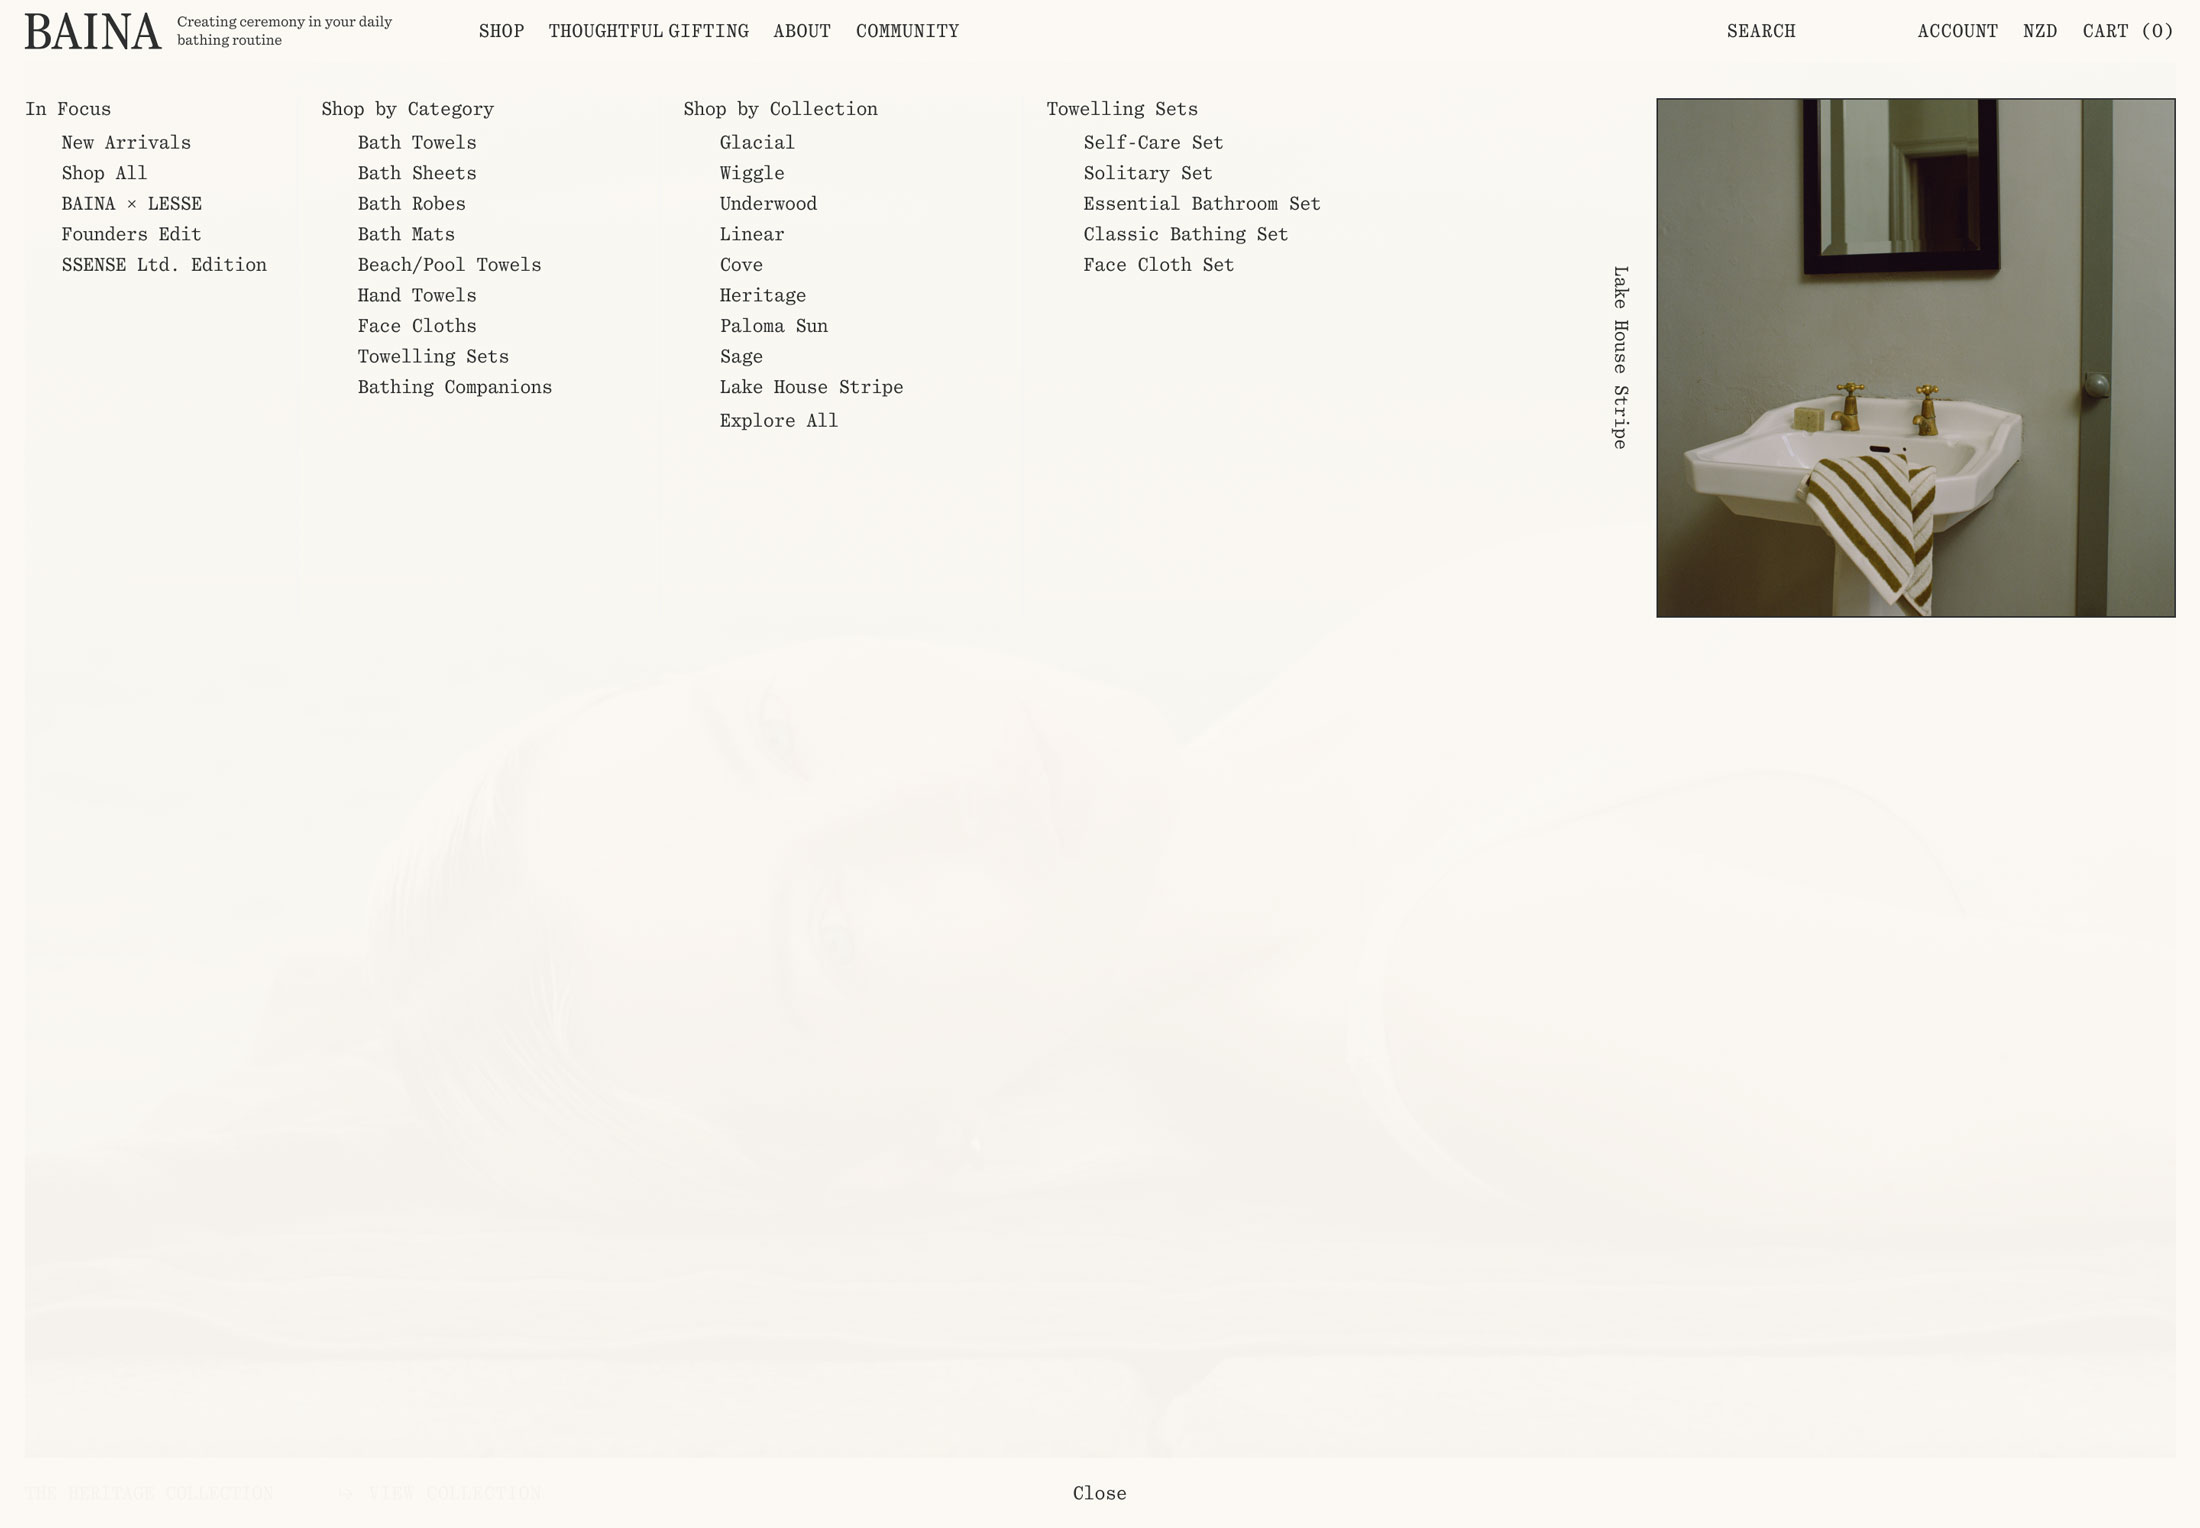 BAINA
Creating ceremony in your daily
bathing routine
SHOP
THOUGHTFUL GIFTING
ABOUT
COMMUNITY
SEARCH
ACCOUNT
NZD
CART (0)
In Focus
New Arrivals
Shop All
BAINA × LESSE
Founders Edit
SSENSE Ltd. Edition
Shop by Category
Bath Towels
Bath Sheets
Bath Robes
Bath Mats
Beach/Pool Towels
Hand Towels
Face Cloths
Towelling Sets
Bathing Companions
Shop by Collection
Glacial
Wiggle
Underwood
Linear
Cove
Heritage
Paloma Sun
Sage
Lake House Stripe
Explore All
Towelling Sets
Self-Care Set
Solitary Set
Essential Bathroom Set
Classic Bathing Set
Face Cloth Set
Lake House Stripe
THE HERITAGE COLLECTION
VIEW COLLECTION
Close